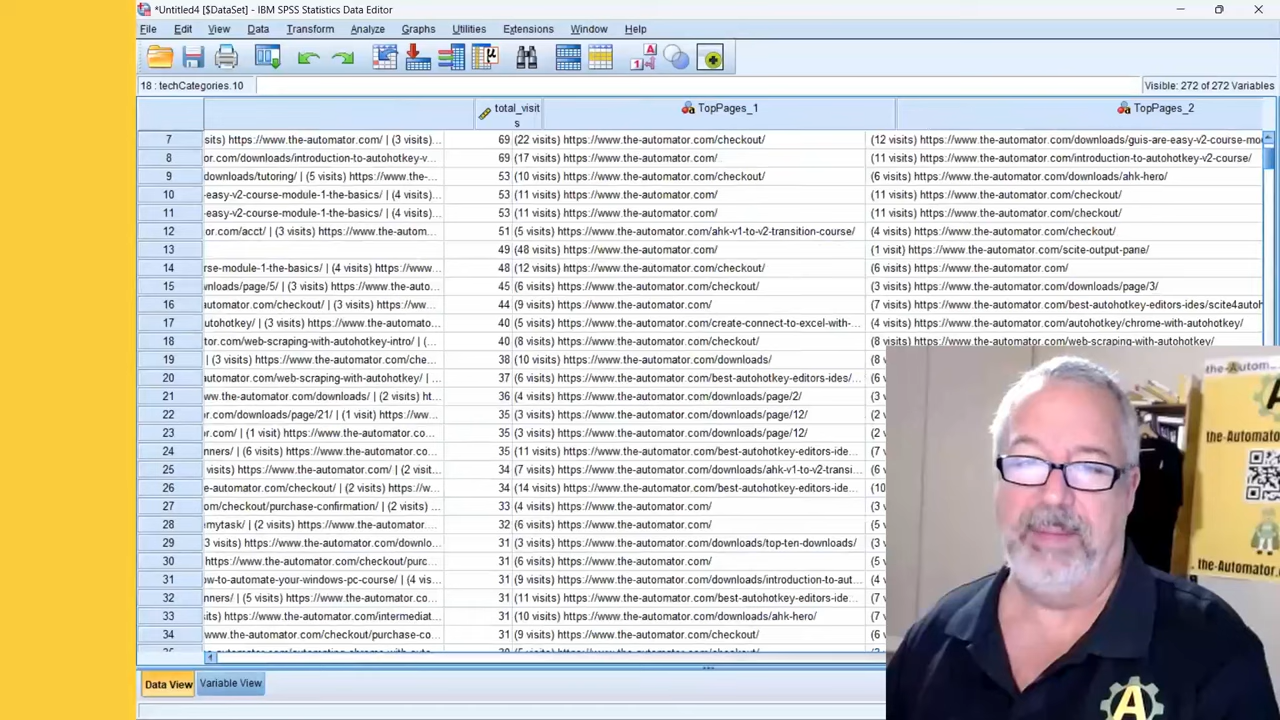 *Untitled4 [$DataSet] - IBM SPSS Statistics Data Editor
File Edit View Data Transform Analyze Graphs Utilities Extensions Window Help
18 : techCategories.10 Visible: 272 of 272 Variables
total_visits TopPages_1 TopPages_2
7 sits) https://www.the-automator.com/ | (3 visits)... 69 (22 visits) https://www.the-automator.com/checkout/ (12 visits) https://www.the-automator.com/downloads/guis-are-easy-v2-course-mo
8 or.com/downloads/introduction-to-autohotkey-v... 69 (17 visits) https://www.the-automator.com/ (11 visits) https://www.the-automator.com/introduction-to-autohotkey-v2-course/
9 downloads/tutoring/ | (5 visits) https://www.the-... 53 (10 visits) https://www.the-automator.com/checkout/ (6 visits) https://www.the-automator.com/downloads/ahk-hero/
10 -easy-v2-course-module-1-the-basics/ | (4 visits)... 53 (11 visits) https://www.the-automator.com/ (11 visits) https://www.the-automator.com/checkout/
11 -easy-v2-course-module-1-the-basics/ | (4 visits)... 53 (11 visits) https://www.the-automator.com/ (11 visits) https://www.the-automator.com/checkout/
12 or.com/acct/ | (3 visits) https://www.the-autom... 51 (5 visits) https://www.the-automator.com/ahk-v1-to-v2-transition-course/ (4 visits) https://www.the-automator.com/checkout/
13 49 (48 visits) https://www.the-automator.com/ (1 visit) https://www.the-automator.com/scite-output-pane/
14 rse-module-1-the-basics/ | (4 visits) https://www... 48 (12 visits) https://www.the-automator.com/checkout/ (6 visits) https://www.the-automator.com/
15 wnloads/page/5/ | (3 visits) https://www.the-aut... 45 (6 visits) https://www.the-automator.com/checkout/ (3 visits) https://www.the-automator.com/downloads/page/3/
16 automator.com/checkout/ | (3 visits) https://ww... 44 (9 visits) https://www.the-automator.com/ (7 visits) https://www.the-automator.com/best-autohotkey-editors-ides/scite4autoh
17 utohotkey/ | (3 visits) https://www.the-automato... 40 (5 visits) https://www.the-automator.com/create-connect-to-excel-with-... (4 visits) https://www.the-automator.com/autohotkey/chrome-with-autohotkey/
18 tor.com/web-scraping-with-autohotkey-intro/ | (... 40 (8 visits) https://www.the-automator.com/checkout/ (8 visits) https://www.the-automator.com/web-scraping-with-autohotkey/
19 | (3 visits) https://www.the-automator.com/che... 38 (10 visits) https://www.the-automator.com/downloads/ (8
20 automator.com/web-scraping-with-autohotkey/ | ... 37 (6 visits) https://www.the-automator.com/best-autohotkey-editors-ides/... (6
21 ww.the-automator.com/downloads/ | (2 visits) ht... 36 (4 visits) https://www.the-automator.com/downloads/page/2/ (3
22 or.com/downloads/page/21/ | (1 visit) https://ww... 35 (3 visits) https://www.the-automator.com/downloads/page/12/ (2
23 or.com/ | (1 visit) https://www.the-automator.co... 35 (3 visits) https://www.the-automator.com/downloads/page/12/ (2
24 nners/ | (6 visits) https://www.the-automator.co... 35 (11 visits) https://www.the-automator.com/best-autohotkey-editors-ide... (7
25 visits) https://www.the-automator.com/ | (2 visit... 34 (7 visits) https://www.the-automator.com/downloads/ahk-v1-to-v2-transi... (6
26 e-automator.com/checkout/ | (2 visits) https://w... 34 (14 visits) https://www.the-automator.com/best-autohotkey-editors-ide... (10
27 om/checkout/purchase-confirmation/ | (2 visits) ... 33 (4 visits) https://www.the-automator.com/ (3
28 mytask/ | (2 visits) https://www.the-automator.... 32 (6 visits) https://www.the-automator.com/ (5
29 3 visits) https://www.the-automator.com/downlo... 31 (3 visits) https://www.the-automator.com/downloads/top-ten-downloads/ (3
30 https://www.the-automator.com/checkout/purc... 31 (6 visits) https://www.the-automator.com/ (5
31 ow-to-automate-your-windows-pc-course/ | (4 vis... 31 (9 visits) https://www.the-automator.com/downloads/introduction-to-aut... (4
32 nners/ | (5 visits) https://www.the-automator.co... 31 (11 visits) https://www.the-automator.com/best-autohotkey-editors-ide... (7
33 sits) https://www.the-automator.com/intermediat... 31 (10 visits) https://www.the-automator.com/downloads/ahk-hero/ (3
34 www.the-automator.com/checkout/purchase-co... 31 (9 visits) https://www.the-automator.com/checkout/ (6
Data View Variable View
the-Automa
the-Automator
the-Automa
A